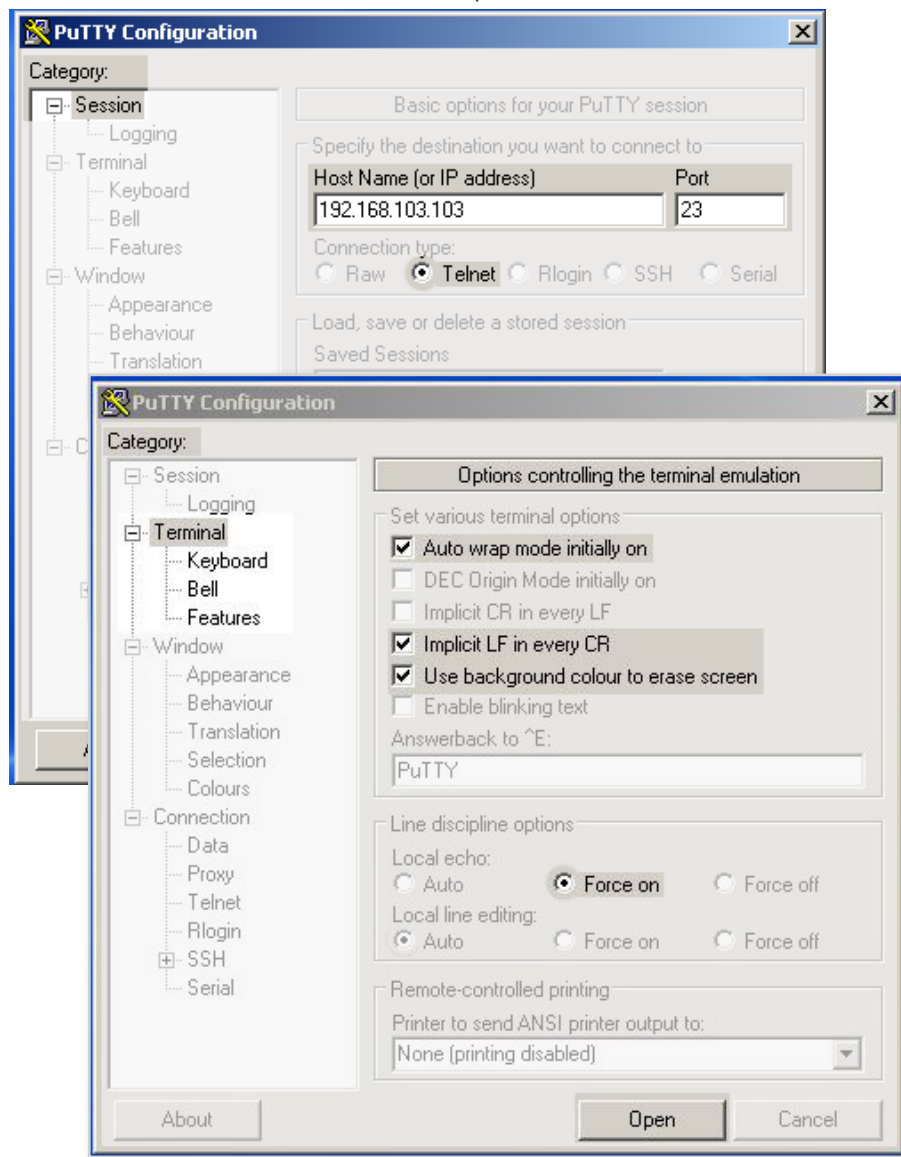 PuTTY Configuration
Category:
Session
Logging
Terminal
Keyboard
Bell
Features
Window
Appearance
Behaviour
Translation
Basic options for your PuTTY session
Specify the destination you want to connect to
Host Name (or IP address) Port
192.168.103.103 23
Connection type:
Raw Telnet Rlogin SSH Serial
Load, save or delete a stored session
Saved Sessions
C
A
PuTTY Configuration
Category:
Session
Logging
Terminal
Keyboard
Bell
Features
Window
Appearance
Behaviour
Translation
Selection
Colours
Connection
Data
Proxy
Telnet
Rlogin
SSH
Serial
Options controlling the terminal emulation
Set various terminal options
Auto wrap mode initially on
DEC Origin Mode initially on
Implicit CR in every LF
Implicit LF in every CR
Use background colour to erase screen
Enable blinking text
Answerback to ^E:
PuTTY
Line discipline options
Local echo:
Auto Force on Force off
Local line editing:
Auto Force on Force off
Remote-controlled printing
Printer to send ANSI printer output to:
None (printing disabled)
About Open Cancel